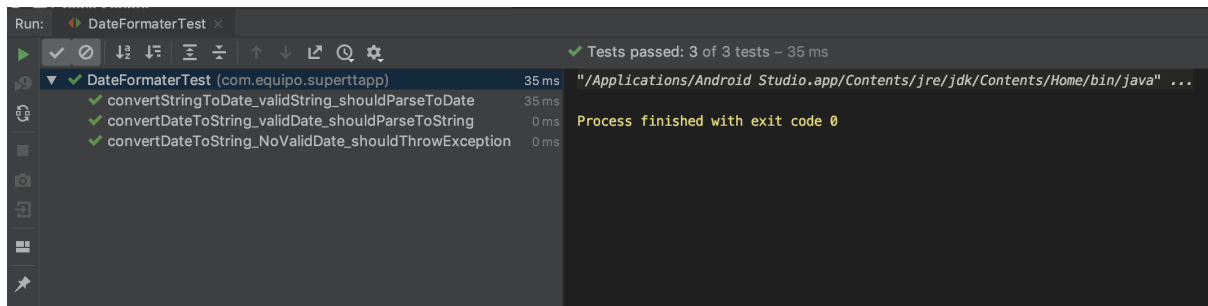 Run:
DateFormaterTest
Tests passed: 3 of 3 tests – 35 ms
DateFormaterTest (com.equipo.superttapp) 35 ms
convertStringToDate_validString_shouldParseToDate 35 ms
convertDateToString_validDate_shouldParseToString 0 ms
convertDateToString_NoValidDate_shouldThrowException 0 ms
"/Applications/Android Studio.app/Contents/jre/jdk/Contents/Home/bin/java" ...
Process finished with exit code 0